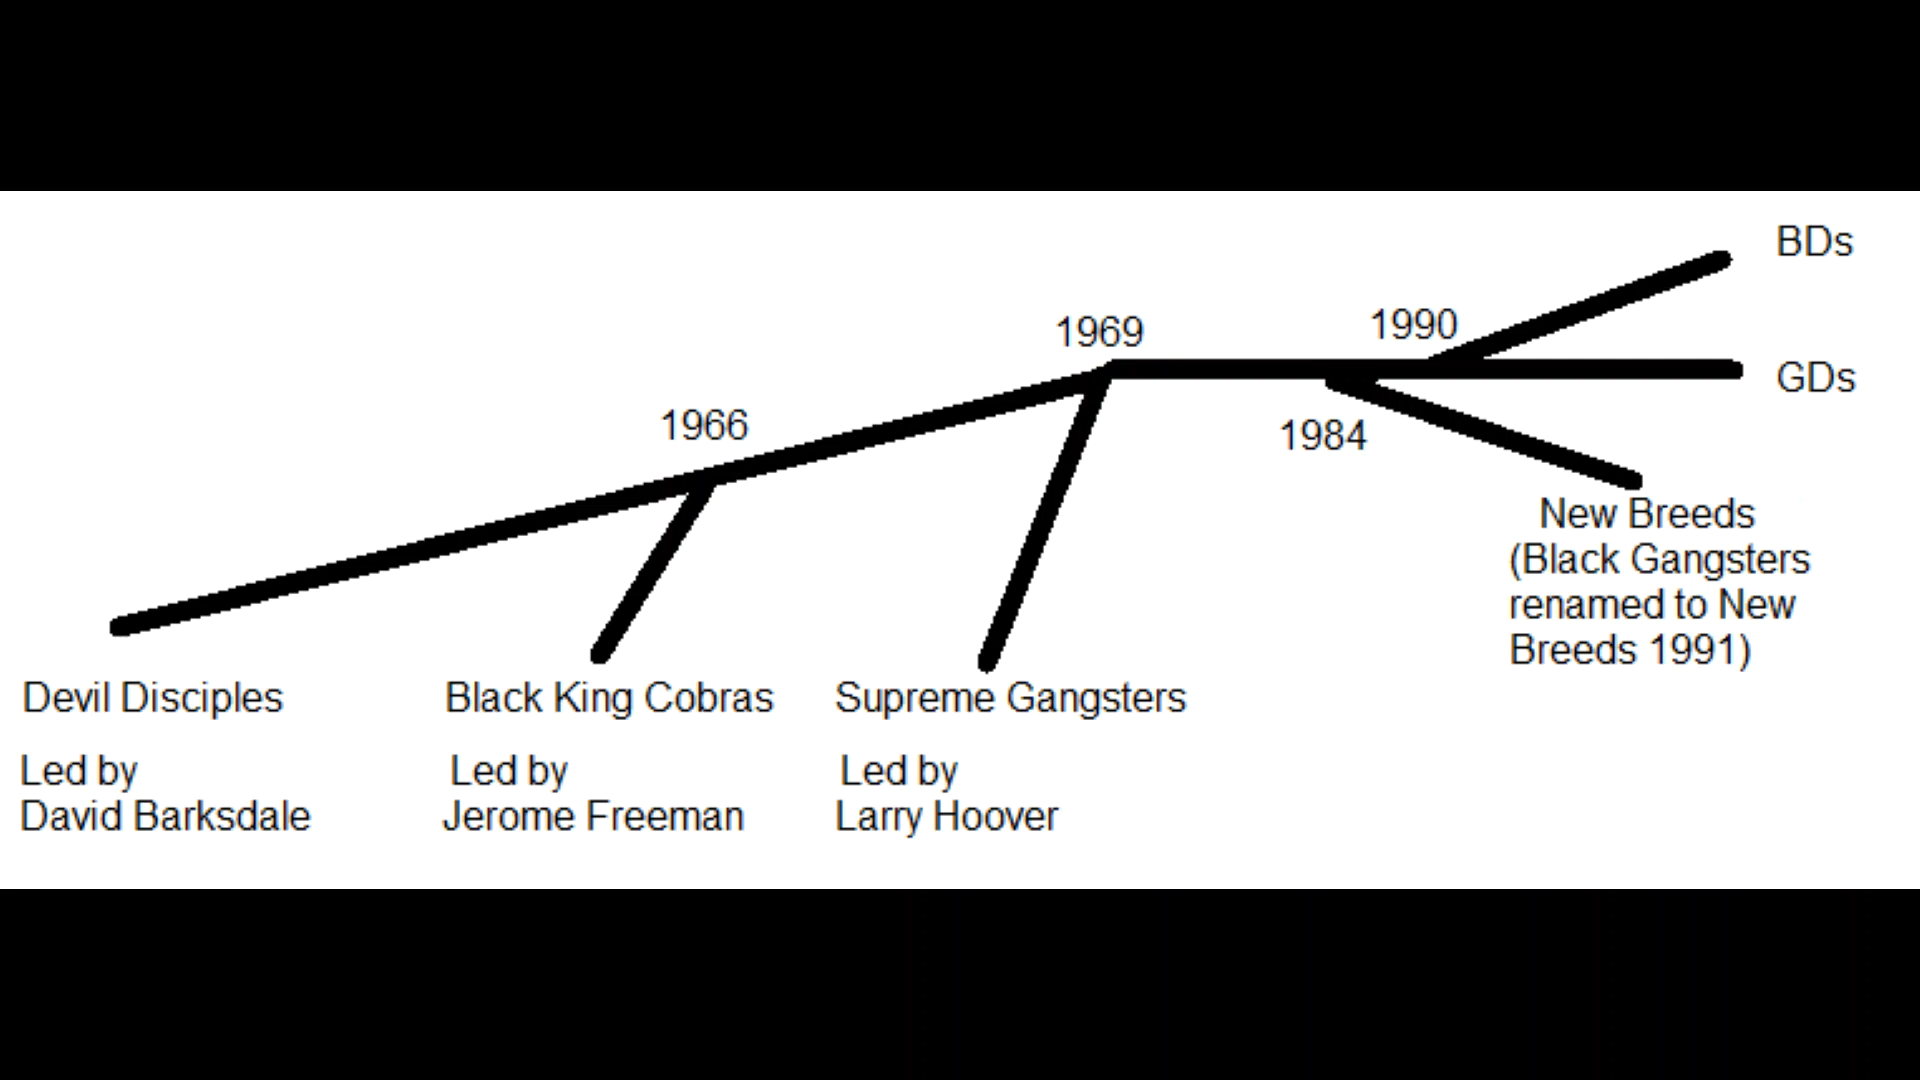 BDs
1969
1990
GDs
1966
1984
New Breeds
(Black Gangsters
renamed to New
Breeds 1991)
Devil Disciples
Led by
David Barksdale
Black King Cobras
Led by
Jerome Freeman
Supreme Gangsters
Led by
Larry Hoover